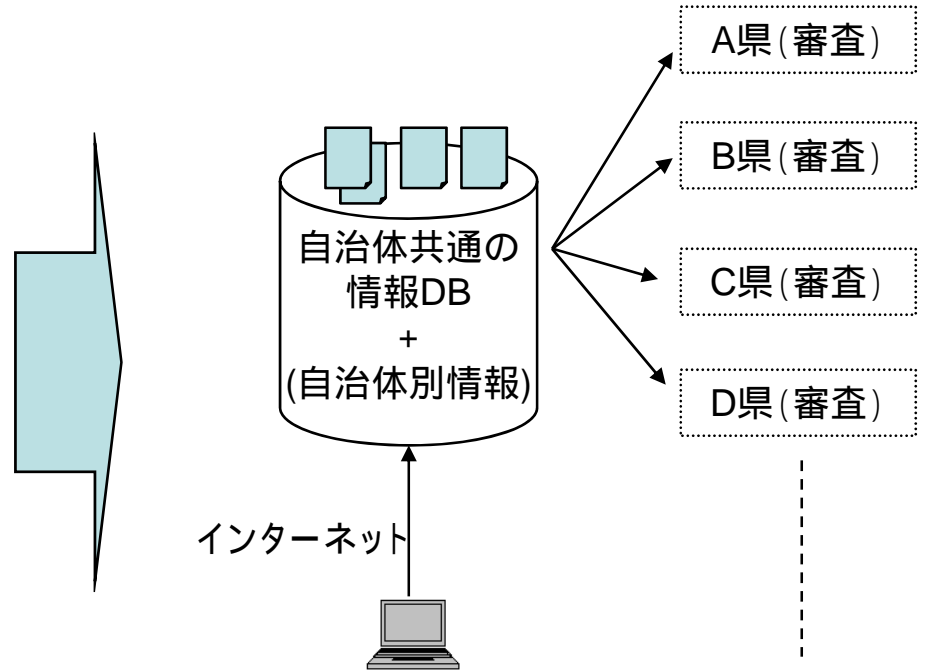 A県(審査)
B県(審査)
C県(審査)
D県(審査)
自治体共通の
情報DB
+
(自治体別情報)
インターネット